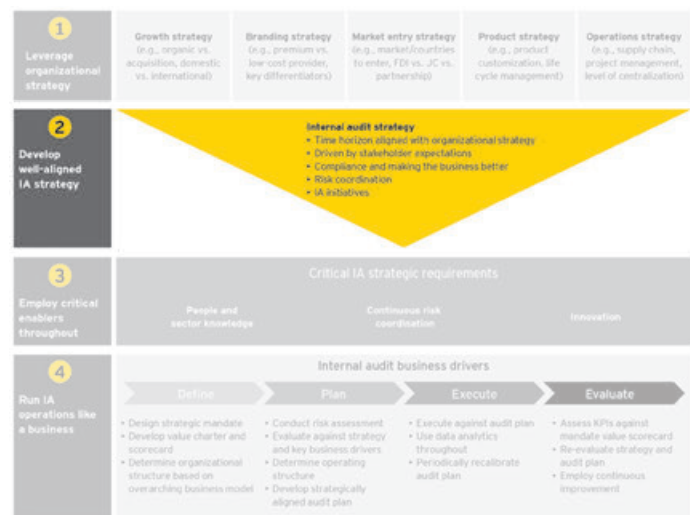 1
Leverage
organizational
strategy
Growth strategy
(e.g., organic vs.
acquisition, domestic
vs. international)
Branding strategy
(e.g., premium vs.
low-cost provider,
key differentiators)
Market entry strategy
(e.g., market/countries
to enter, FDI vs. JC vs.
partnership)
Product strategy
(e.g., product
customization, life
cycle management)
Operations strategy
(e.g., supply chain,
project management,
level of centralization)
2
Develop
well-aligned
IA strategy
Internal audit strategy
• Time horizon aligned with organizational strategy
• Driven by stakeholder expectations
• Compliance and making the business better
• Risk coordination
• IA initiatives
3
Employ critical
enablers
throughout
Critical IA strategic requirements
People and
sector knowledge
Continuous risk
coordisation
Innovation
4
Run IA
operations like
a business
Internal audit business drivers
Define
• Design strategic mandate
• Develop value charter and
scorecard
• Determine organizational
structure based on
overarching business model
Plan
• Conduct risk assessment
• Evaluate against strategy
and key business drivers
• Determine operating
structure
• Develop strategically
aligned audit plan
Execute
• Execute against audit plan
• Use data analytics
throughout
• Periodically recalibrate
audit plan
Evaluate
• Assess KPIs against
mandate value scorecard
• Re-evaluate strategy and
audit plan
• Employ continuous
improvement